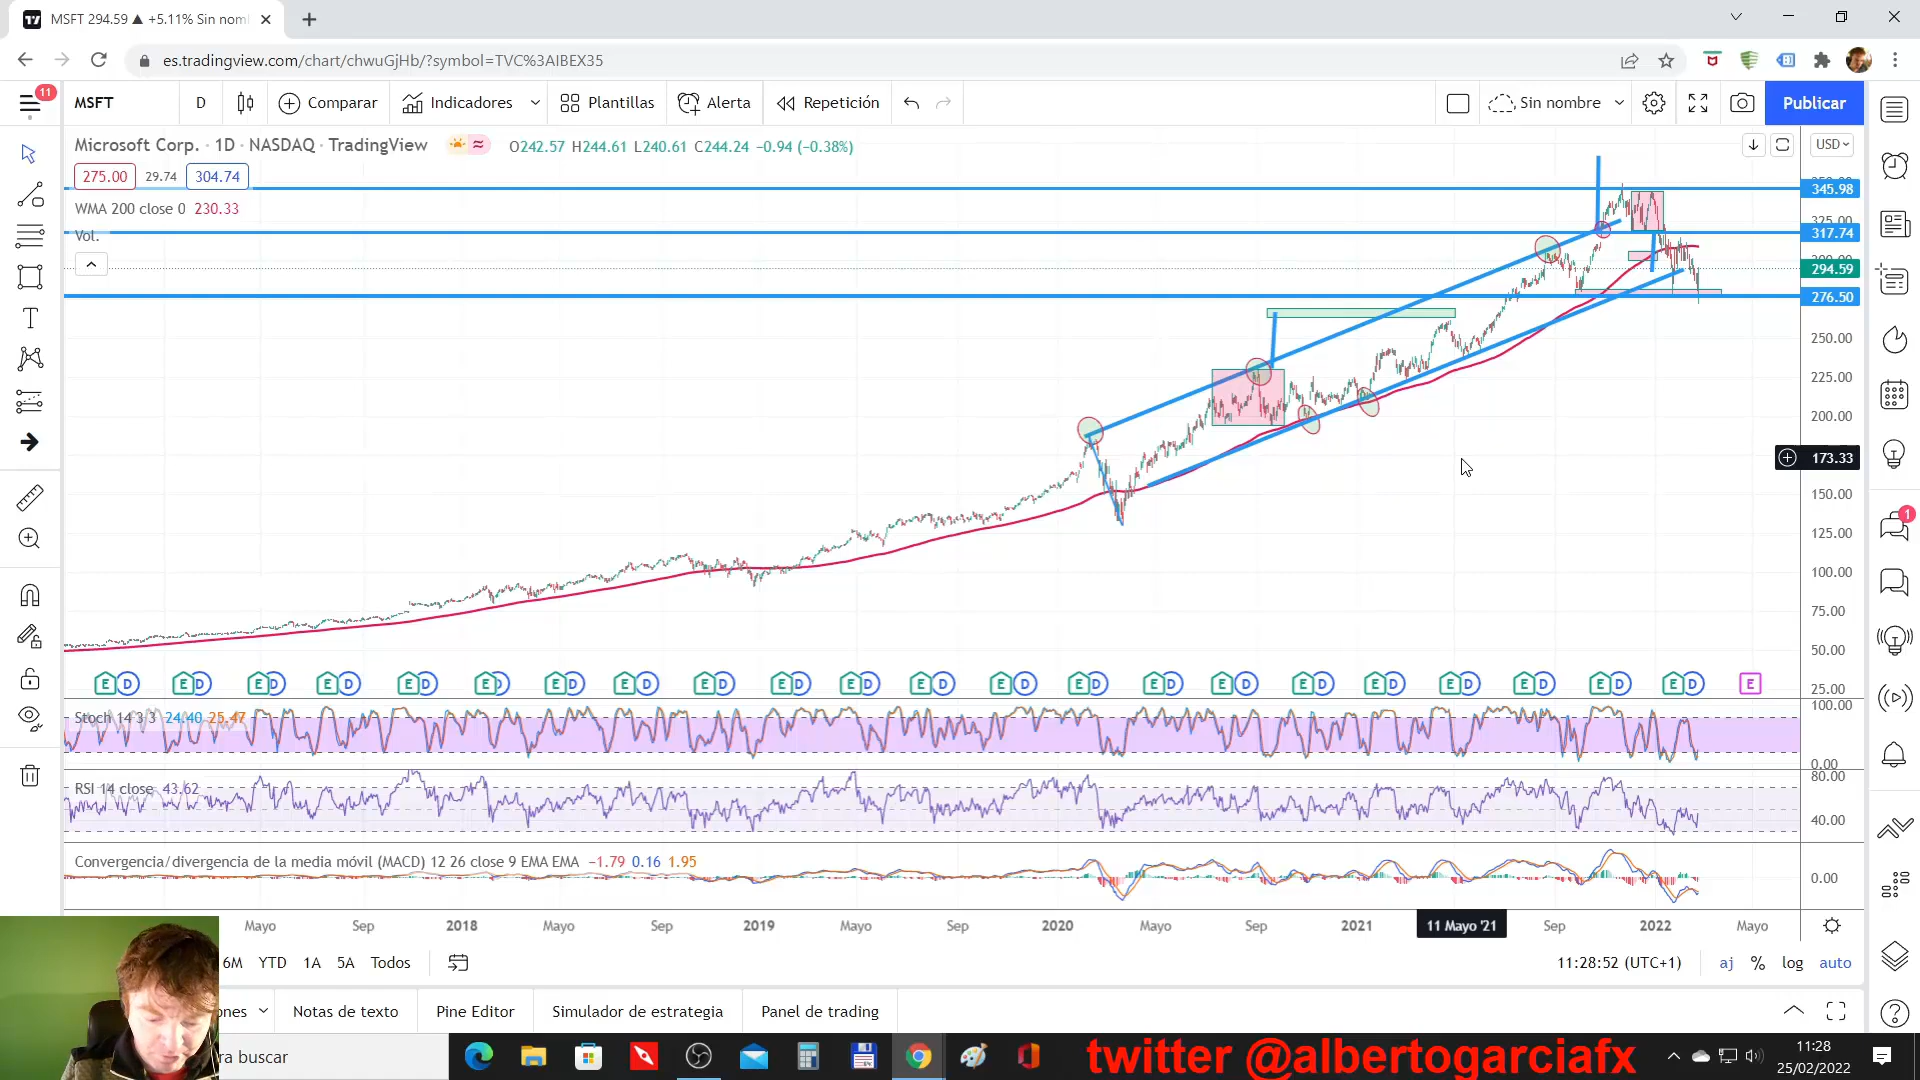 MSFT 294.59 ▲ +5.11% Sin nom
es.tradingview.com/chart/chwuGjHb/?symbol=TVC%3AIBEX35
11
MSFT D Comparar Indicadores Plantillas Alerta Repetición Sin nombre Publicar
Microsoft Corp. · 1D · NASDAQ · TradingView O242.57 H244.61 L240.61 C244.24 −0.94 (−0.38%) USD
275.00 29.74 304.74
345.98
WMA 200 close 0 230.33
325.00
Vol.
317.74
294.59
276.50
250.00
225.00
200.00
173.33
150.00
125.00
100.00
75.00
50.00
25.00
E D E D E D E D E D E D E D E D E D E D E D E D E D E D E D E D E D E D E D E D E D E D E
Stoch 14 3 3 24.40 25.47
100.00
0.00
RSI 14 close 43.62
80.00
40.00
Convergencia/divergencia de la media móvil (MACD) 12 26 close 9 EMA EMA −1.79 0.16 1.95
0.00
Mayo Sep 2018 Mayo Sep 2019 Mayo Sep 2020 Mayo Sep 2021 11 Mayo '21 Sep 2022 Mayo
6M YTD 1A 5A Todos 11:28:52 (UTC+1) aj % log auto
nes Notas de texto Pine Editor Simulador de estrategia Panel de trading
1
ra buscar
twitter @albertogarciafx
11:28
25/02/2022